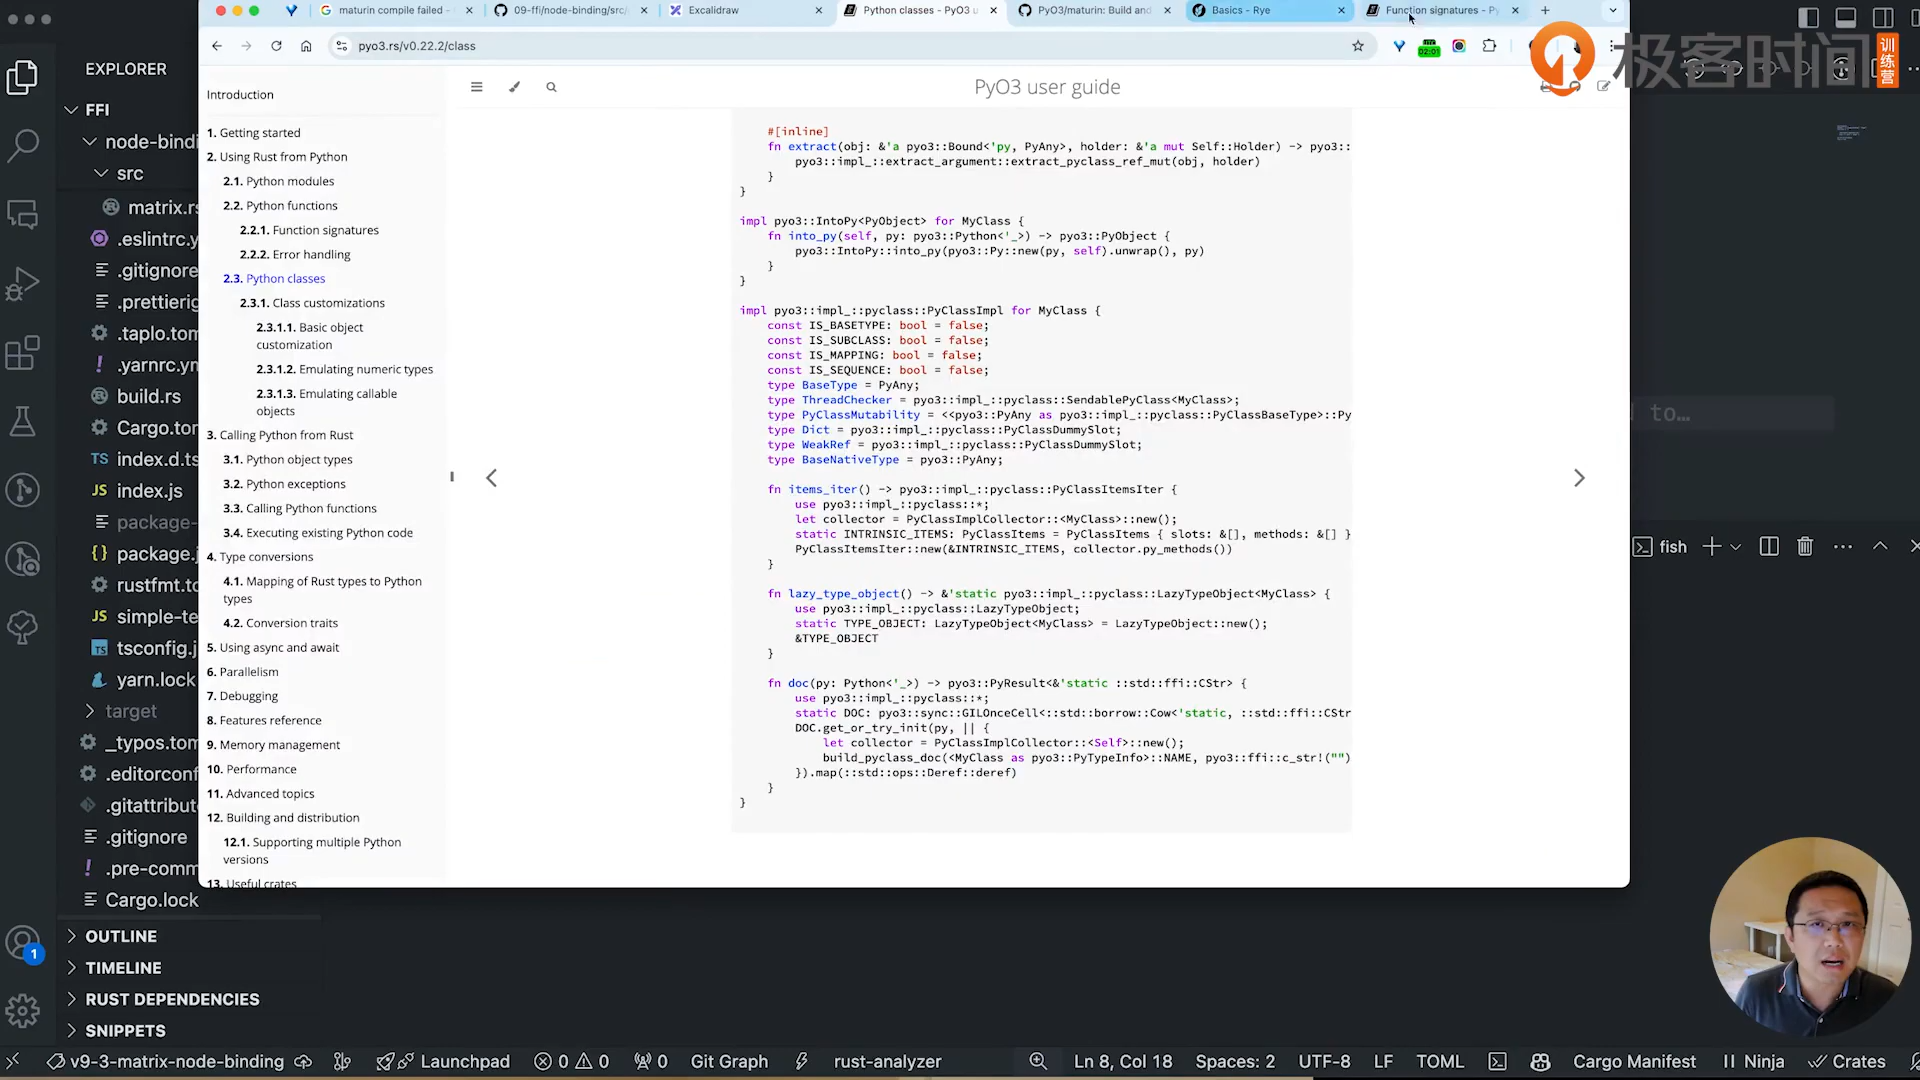 maturin compile failed -
09-ffi/node-binding/src/
Excalidraw
Python classes - PyO3 u
PyO3/maturin: Build and
Basics - Rye
Function signatures - Py
pyo3.rs/v0.22.2/class
02:01
极客时间
训练营
EXPLORER
FFI
node-bindi
src
matrix.rs
.eslintrc.y
.gitignore
.prettierig
.taplo.tom
.yarnrc.ym
build.rs
Cargo.tom
TS index.d.ts
JS index.js
package-
{} package.j
rustfmt.to
JS simple-te
tsconfig.j
yarn.lock
target
_typos.tom
.editorconf
.gitattribut
.gitignore
.pre-comm
Cargo.lock
OUTLINE
TIMELINE
RUST DEPENDENCIES
SNIPPETS
1
Introduction
1. Getting started
2. Using Rust from Python
2.1. Python modules
2.2. Python functions
2.2.1. Function signatures
2.2.2. Error handling
2.3. Python classes
2.3.1. Class customizations
2.3.1.1. Basic object
customization
2.3.1.2. Emulating numeric types
2.3.1.3. Emulating callable
objects
3. Calling Python from Rust
3.1. Python object types
3.2. Python exceptions
3.3. Calling Python functions
3.4. Executing existing Python code
4. Type conversions
4.1. Mapping of Rust types to Python
types
4.2. Conversion traits
5. Using async and await
6. Parallelism
7. Debugging
8. Features reference
9. Memory management
10. Performance
11. Advanced topics
12. Building and distribution
12.1. Supporting multiple Python
versions
13. Useful crates
PyO3 user guide
#[inline]
fn extract(obj: &'a pyo3::Bound<'py, PyAny>, holder: &'a mut Self::Holder) -> pyo3::
pyo3::impl_::extract_argument::extract_pyclass_ref_mut(obj, holder)
}
}
impl pyo3::IntoPy<PyObject> for MyClass {
fn into_py(self, py: pyo3::Python<'_>) -> pyo3::PyObject {
pyo3::IntoPy::into_py(pyo3::Py::new(py, self).unwrap(), py)
}
}
impl pyo3::impl_::pyclass::PyClassImpl for MyClass {
const IS_BASETYPE: bool = false;
const IS_SUBCLASS: bool = false;
const IS_MAPPING: bool = false;
const IS_SEQUENCE: bool = false;
type BaseType = PyAny;
type ThreadChecker = pyo3::impl_::pyclass::SendablePyClass<MyClass>;
type PyClassMutability = <<pyo3::PyAny as pyo3::impl_::pyclass::PyClassBaseType>::Py
type Dict = pyo3::impl_::pyclass::PyClassDummySlot;
type WeakRef = pyo3::impl_::pyclass::PyClassDummySlot;
type BaseNativeType = pyo3::PyAny;
fn items_iter() -> pyo3::impl_::pyclass::PyClassItemsIter {
use pyo3::impl_::pyclass::*;
let collector = PyClassImplCollector::<MyClass>::new();
static INTRINSIC_ITEMS: PyClassItems = PyClassItems { slots: &[], methods: &[] }
PyClassItemsIter::new(&INTRINSIC_ITEMS, collector.py_methods())
}
fn lazy_type_object() -> &'static pyo3::impl_::pyclass::LazyTypeObject<MyClass> {
use pyo3::impl_::pyclass::LazyTypeObject;
static TYPE_OBJECT: LazyTypeObject<MyClass> = LazyTypeObject::new();
&TYPE_OBJECT
}
fn doc(py: Python<'_>) -> pyo3::PyResult<&'static ::std::ffi::CStr> {
use pyo3::impl_::pyclass::*;
static DOC: pyo3::sync::GILOnceCell<::std::borrow::Cow<'static, ::std::ffi::CStr
DOC.get_or_try_init(py, || {
let collector = PyClassImplCollector::<Self>::new();
build_pyclass_doc(<MyClass as pyo3::PyTypeInfo>::NAME, pyo3::ffi::c_str!("")
}).map(::std::ops::Deref::deref)
}
}
to…
fish
v9-3-matrix-node-binding Launchpad 0 0 0 Git Graph rust-analyzer Ln 8, Col 18 Spaces: 2 UTF-8 LF TOML Cargo Manifest Ninja Crates